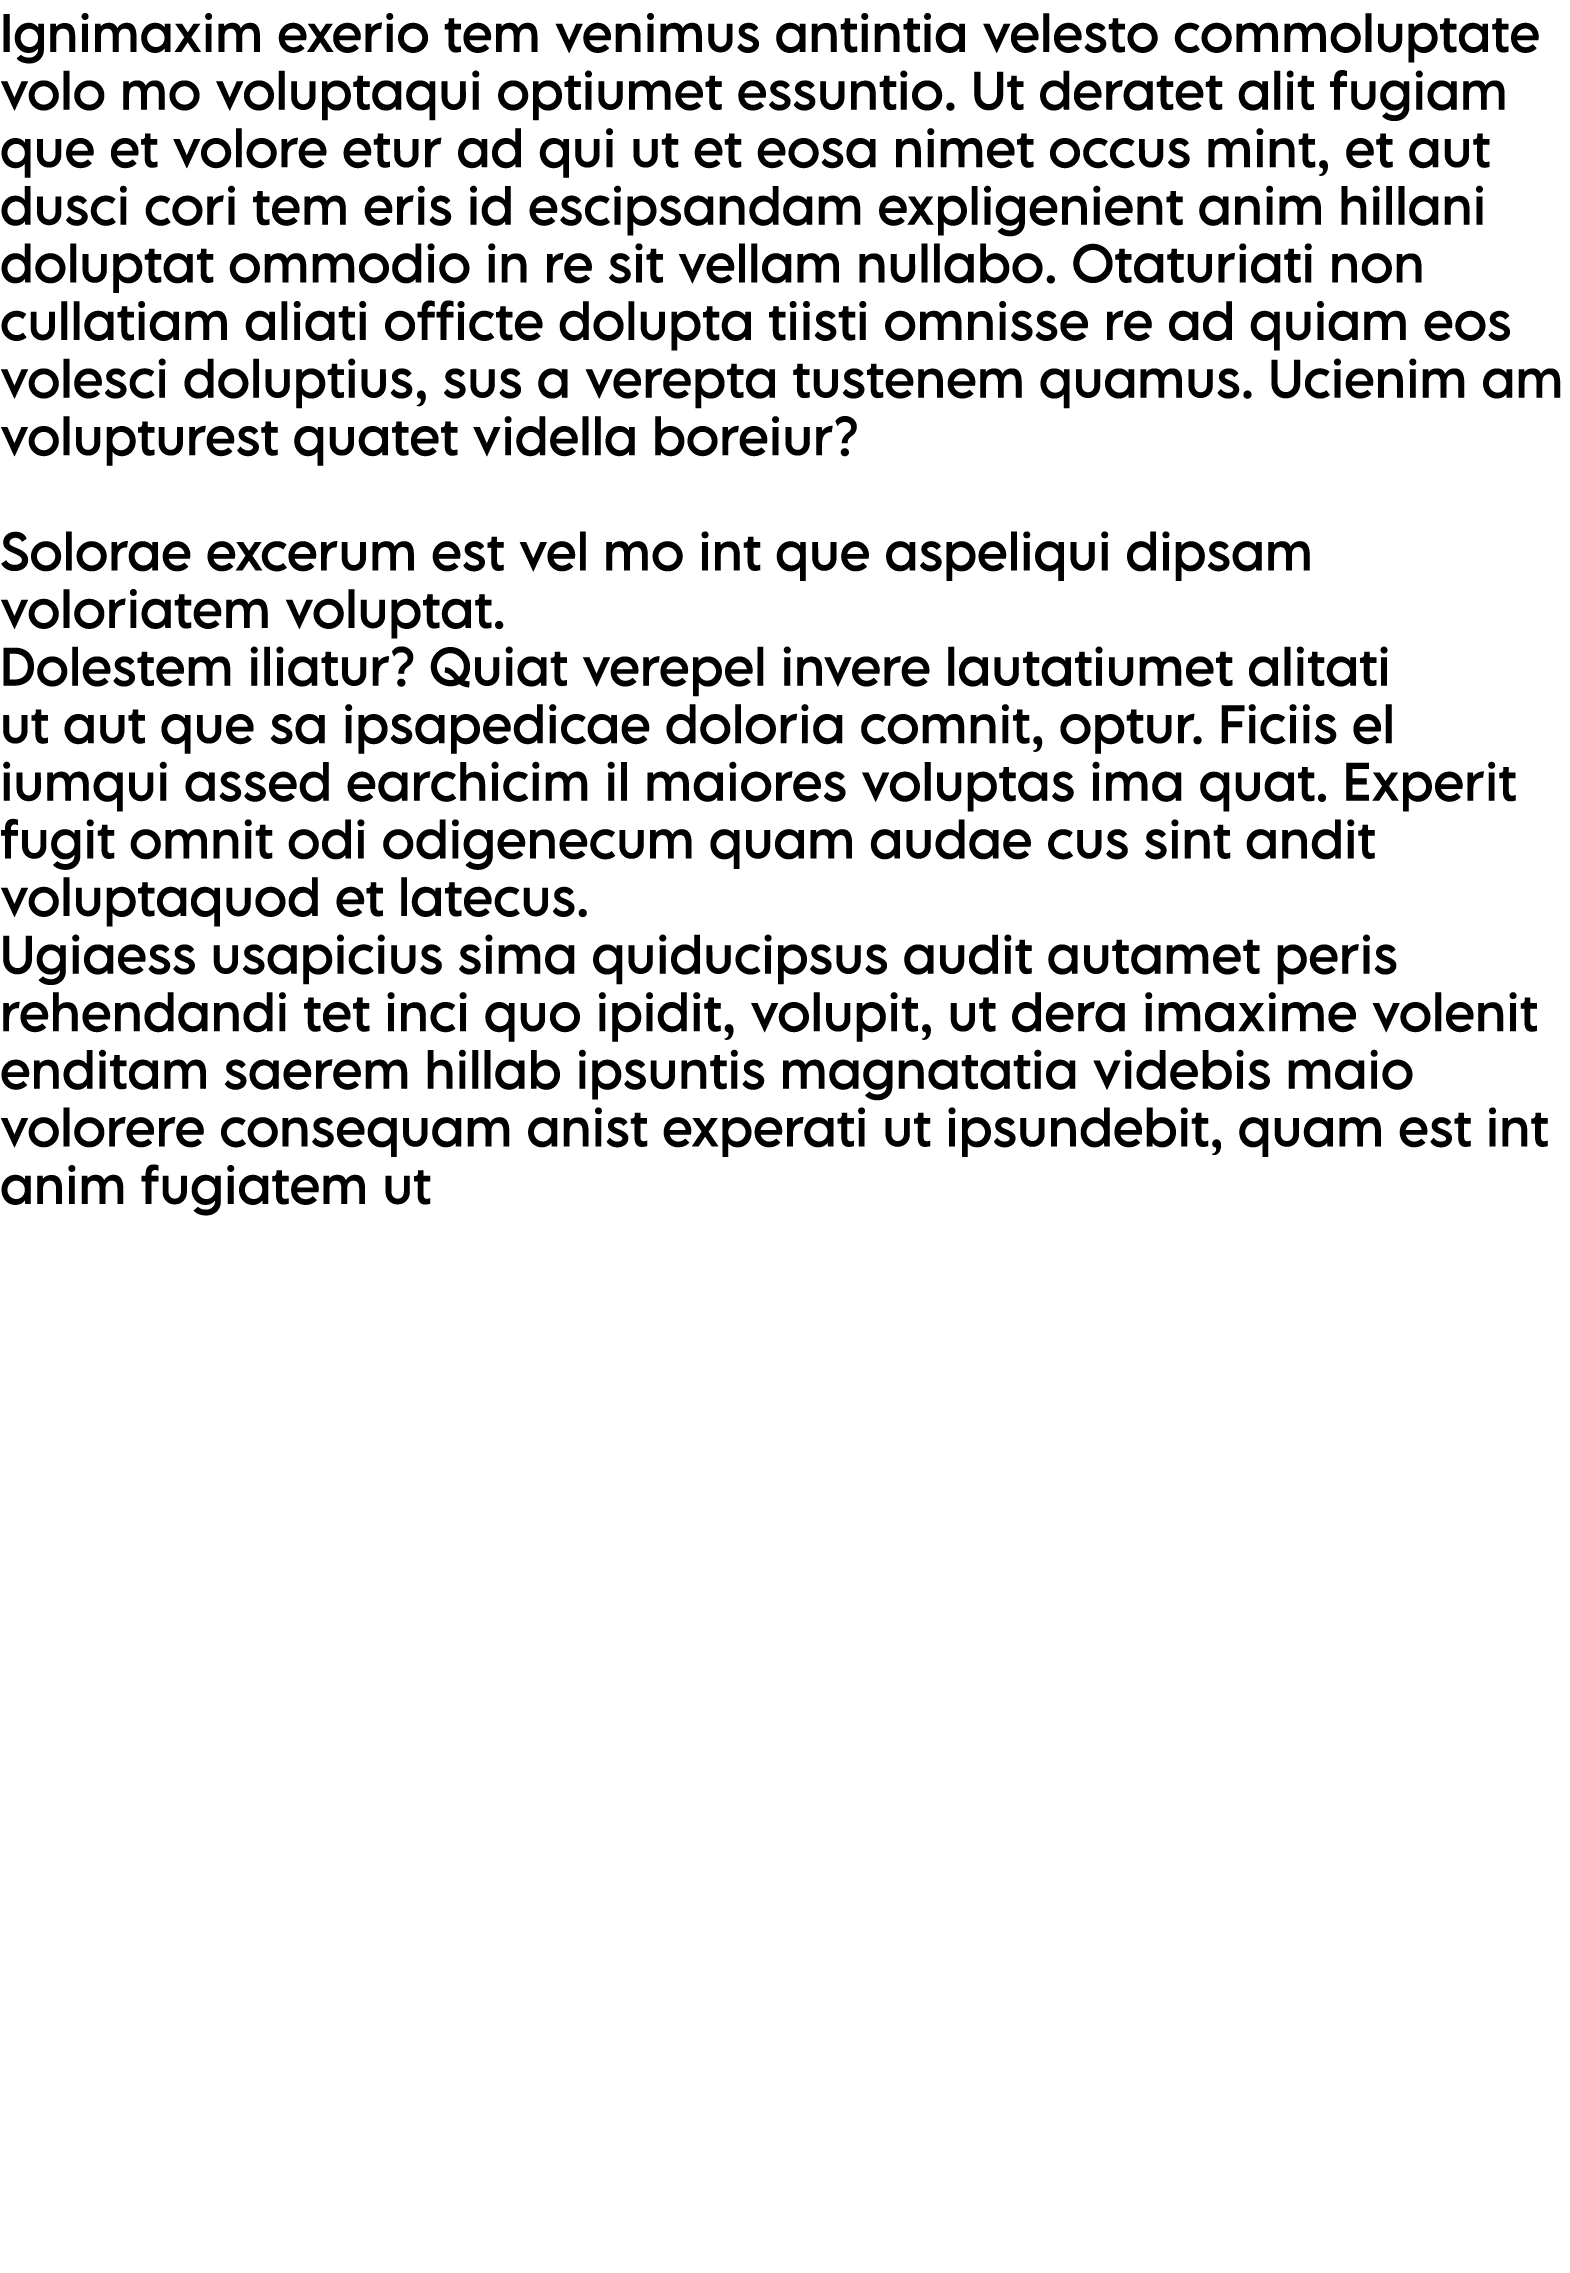 Ignimaxim exerio tem venimus antintia velesto commoluptate
volo mo voluptaqui optiumet essuntio. Ut deratet alit fugiam
que et volore etur ad qui ut et eosa nimet occus mint, et aut
dusci cori tem eris id escipsandam expligenient anim hillani
doluptat ommodio in re sit vellam nullabo. Otaturiati non
cullatiam aliati officte dolupta tiisti omnisse re ad quiam eos
volesci doluptius, sus a verepta tustenem quamus. Ucienim am
volupturest quatet vidella boreiur?

Solorae excerum est vel mo int que aspeliqui dipsam
voloriatem voluptat.
Dolestem iliatur? Quiat verepel invere lautatiumet alitati
ut aut que sa ipsapedicae doloria comnit, optur. Ficiis el
iumqui assed earchicim il maiores voluptas ima quat. Experit
fugit omnit odi odigenecum quam audae cus sint andit
voluptaquod et latecus.
Ugiaess usapicius sima quiducipsus audit autamet peris
rehendandi tet inci quo ipidit, volupit, ut dera imaxime volenit
enditam saerem hillab ipsuntis magnatatia videbis maio
volorere consequam anist experati ut ipsundebit, quam est int
anim fugiatem ut